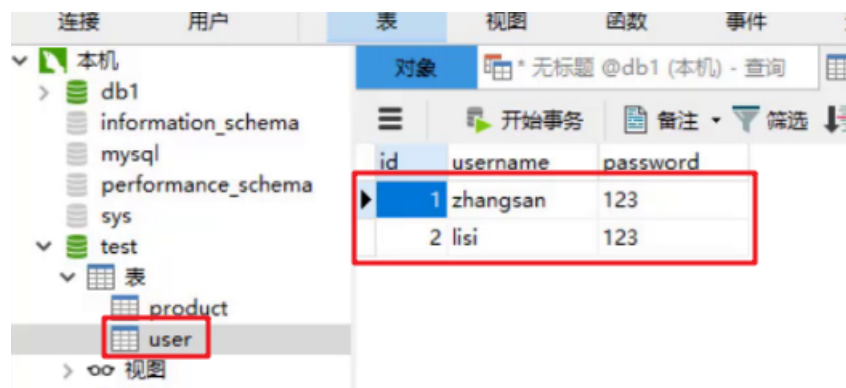 连接 用户 表 视图 函数 事件
本机
db1
information_schema
mysql
performance_schema
sys
test
表
product
user
视图
对象 * 无标题 @db1 (本机) - 查询
开始事务 备注 筛选
id username password
1 zhangsan 123
2 lisi 123